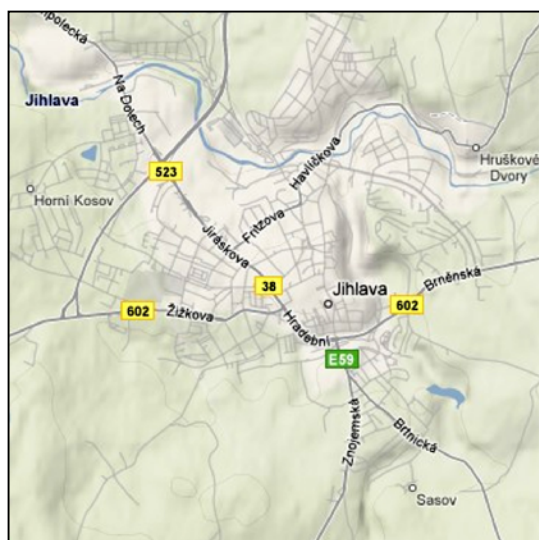 mpolecká
Na Dolech
Jihlava
523
Horní Kosov
Havlíčkova
Hruškové
Dvory
Fritzova
Jiráskova
38
Jihlava
Brněnská
602
Žižkova
602
Hradební
E59
Znojemská
Brtnická
Sasov